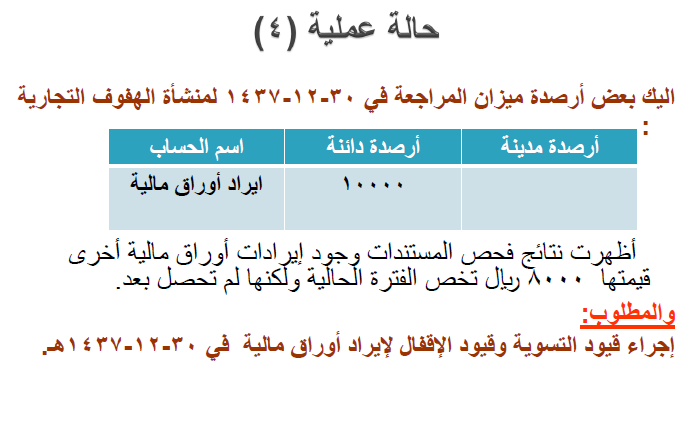 حالة عملية (٤)
اليك بعض أرصدة ميزان المراجعة في ٣٠-١٢-١٤٣٧ لمنشأة الهفوف التجارية
:
أرصدة مدينة أرصدة دائنة اسم الحساب
١٠٠٠٠ ايراد أوراق مالية
أظهرت نتائج فحص المستندات وجود إيرادات أوراق مالية أخرى
قيمتها ٨٠٠٠ ريال تخص الفترة الحالية ولكنها لم تحصل بعد.
والمطلوب:
إجراء قيود التسوية وقيود الإقفال لإيراد أوراق مالية في ٣٠-١٢-١٤٣٧هـ.